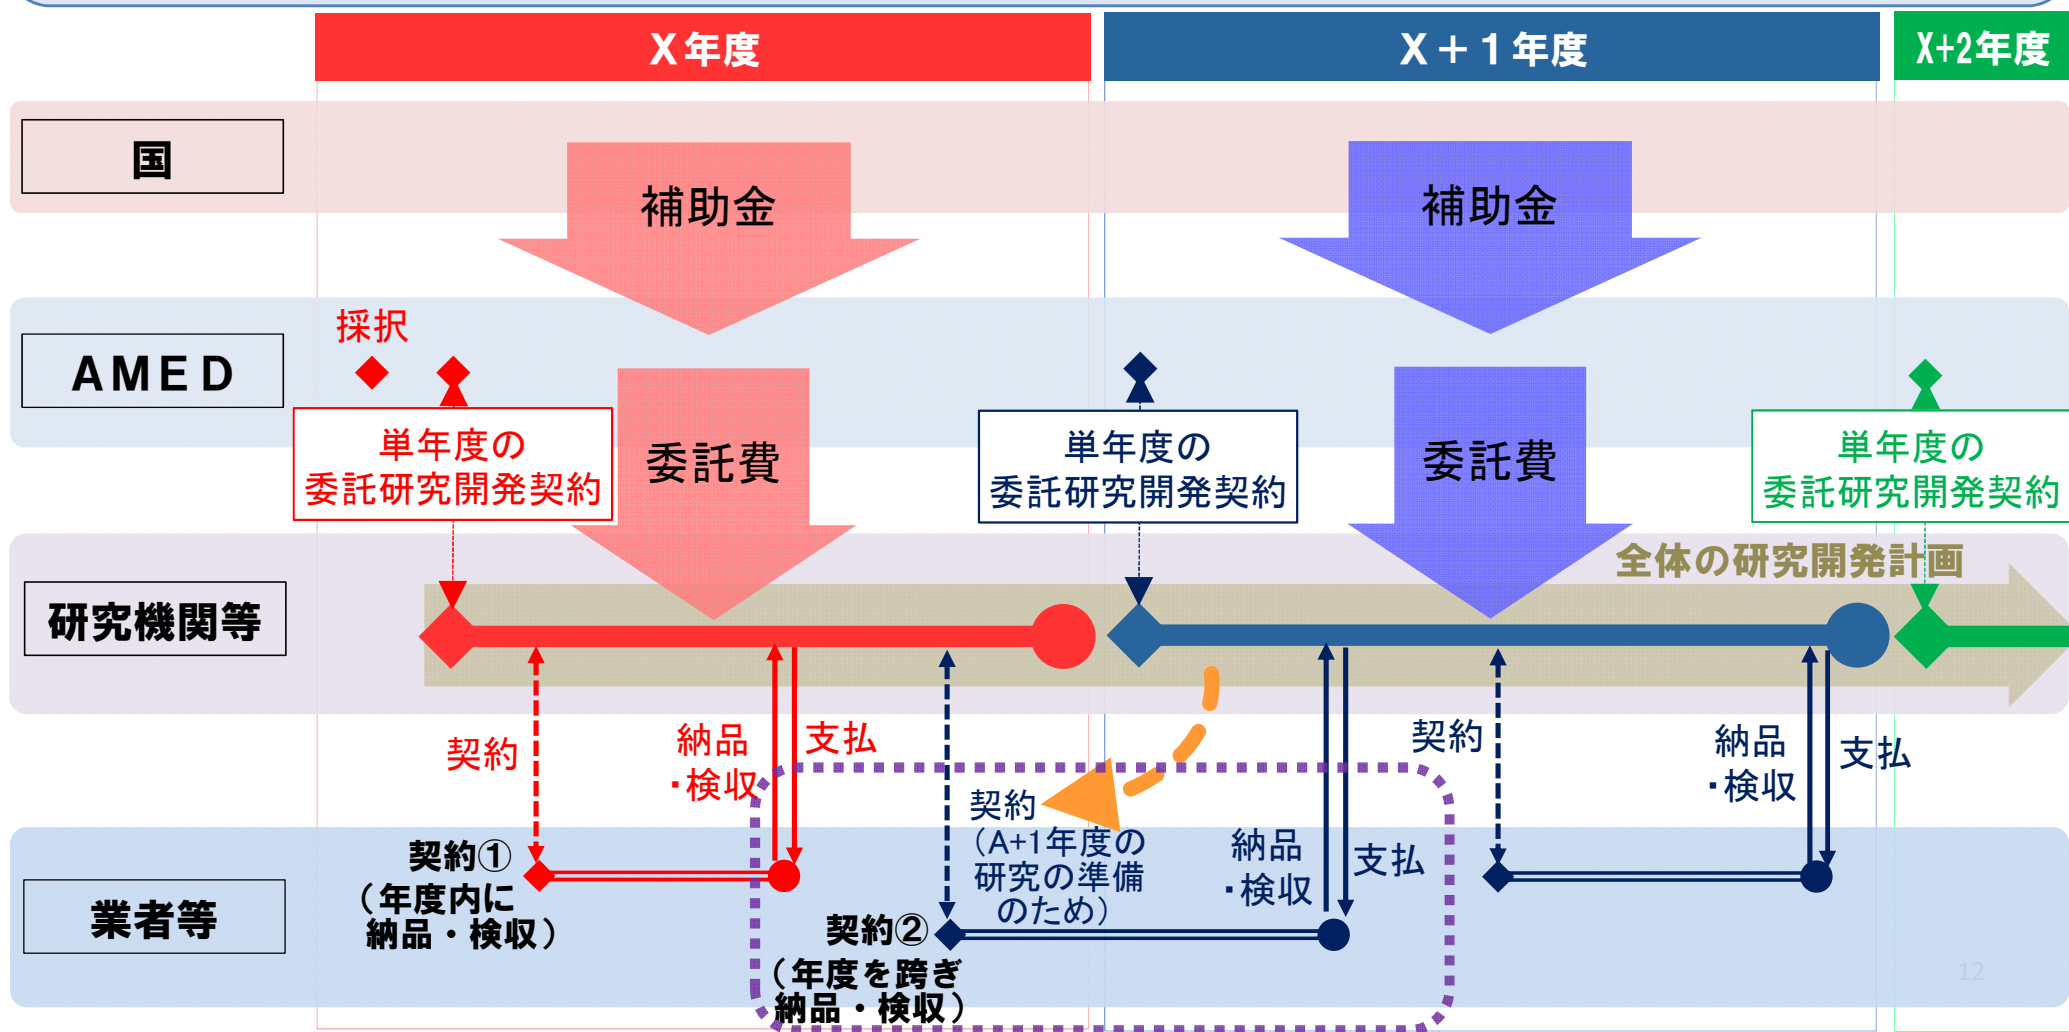 X年度
X＋１年度
X+2年度
国
補助金
補助金
採択
AMED
単年度の
委託研究開発契約
委託費
単年度の
委託研究開発契約
委託費
単年度の
委託研究開発契約
全体の研究開発計画
研究機関等
契約
納品
・検収
支払
契約
（A+1年度の
研究の準備
のため）
納品
・検収
支払
契約
納品
・検収
支払
業者等
契約①
（年度内に
納品・検収）
契約②
（年度を跨ぎ
納品・検収）
12